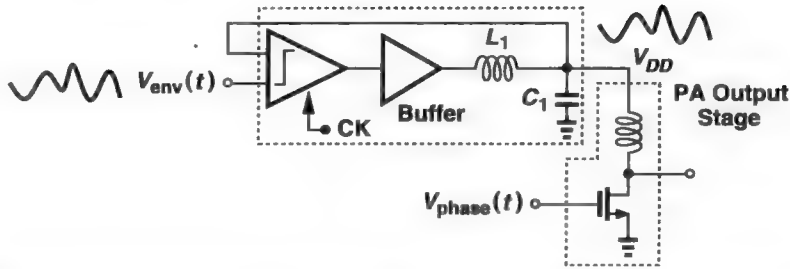 L1
VDD
Venv(t)
Buffer
C1
PA Output
Stage
CK
Vphase(t)